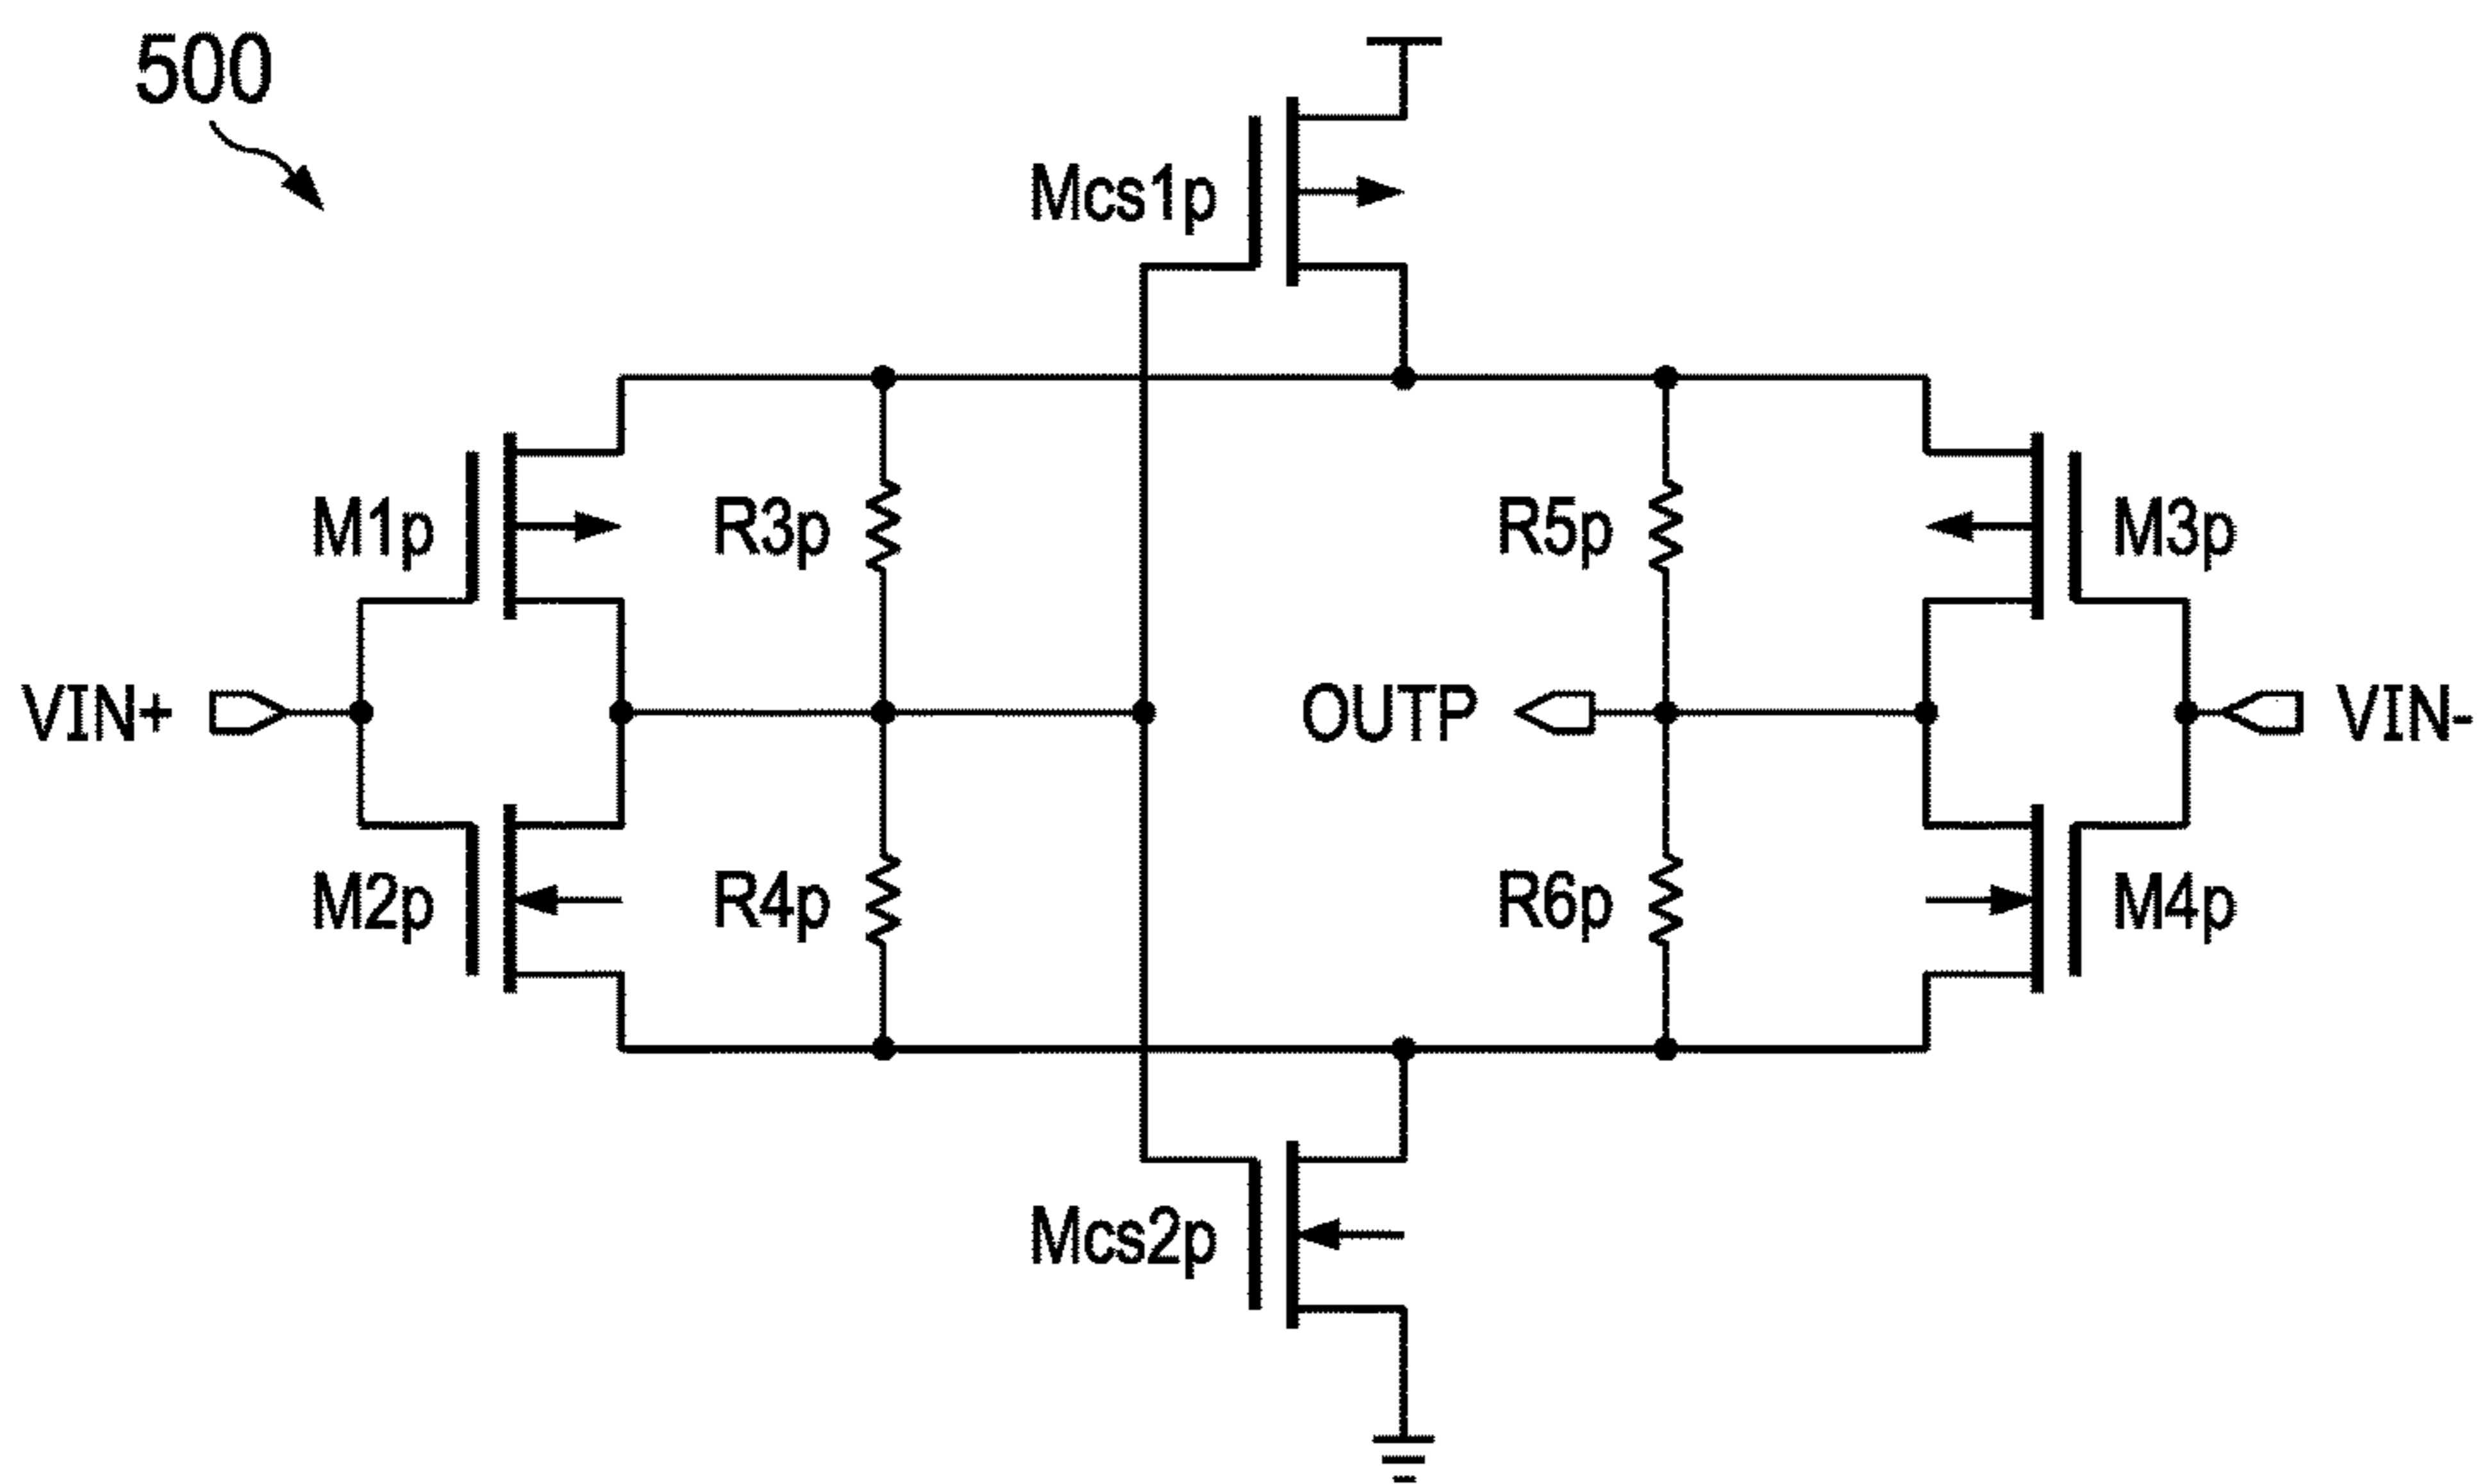 500
Mcs1p
M1p
R3p
R5p
M3p
VIN+
OUTP
VIN-
M2p
R4p
R6p
M4p
Mcs2p